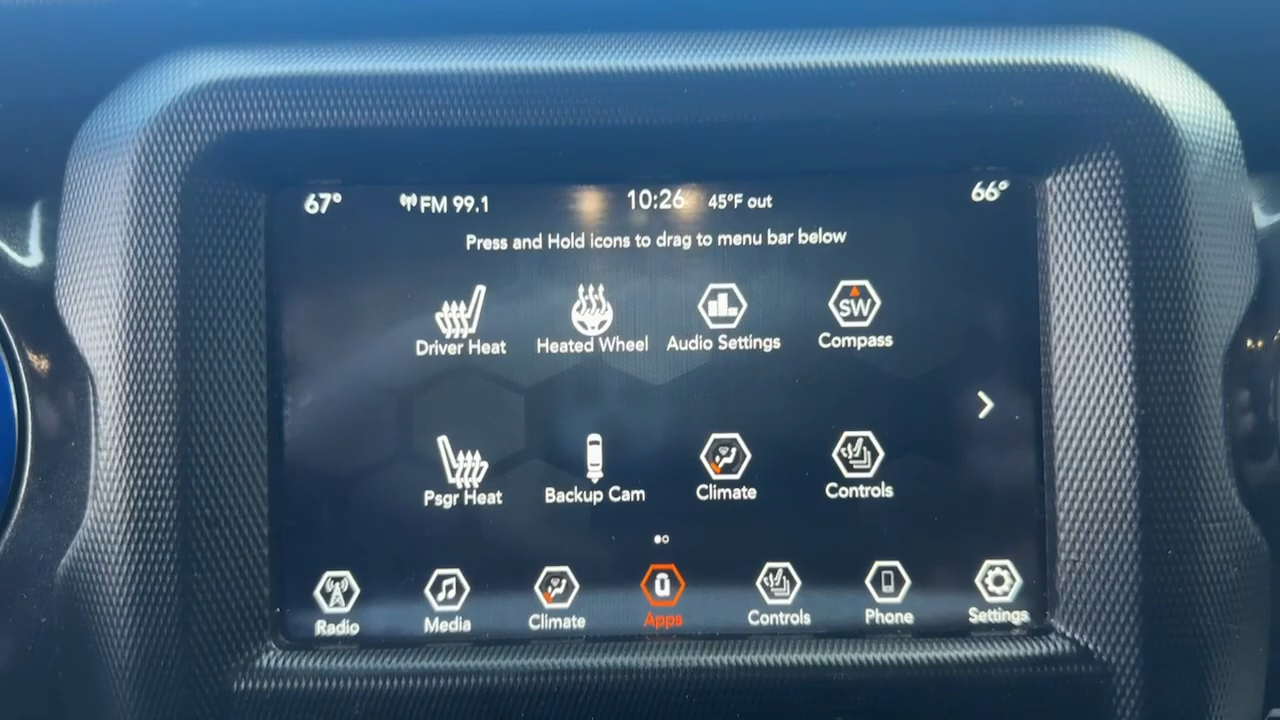 67° FM 99.1 10:26 45°F out 66°
Press and Hold icons to drag to menu bar below
SW
Driver Heat Heated Wheel Audio Settings Compass
Psgr Heat Backup Cam Climate Controls
Radio Media Climate Apps Controls Phone Settings